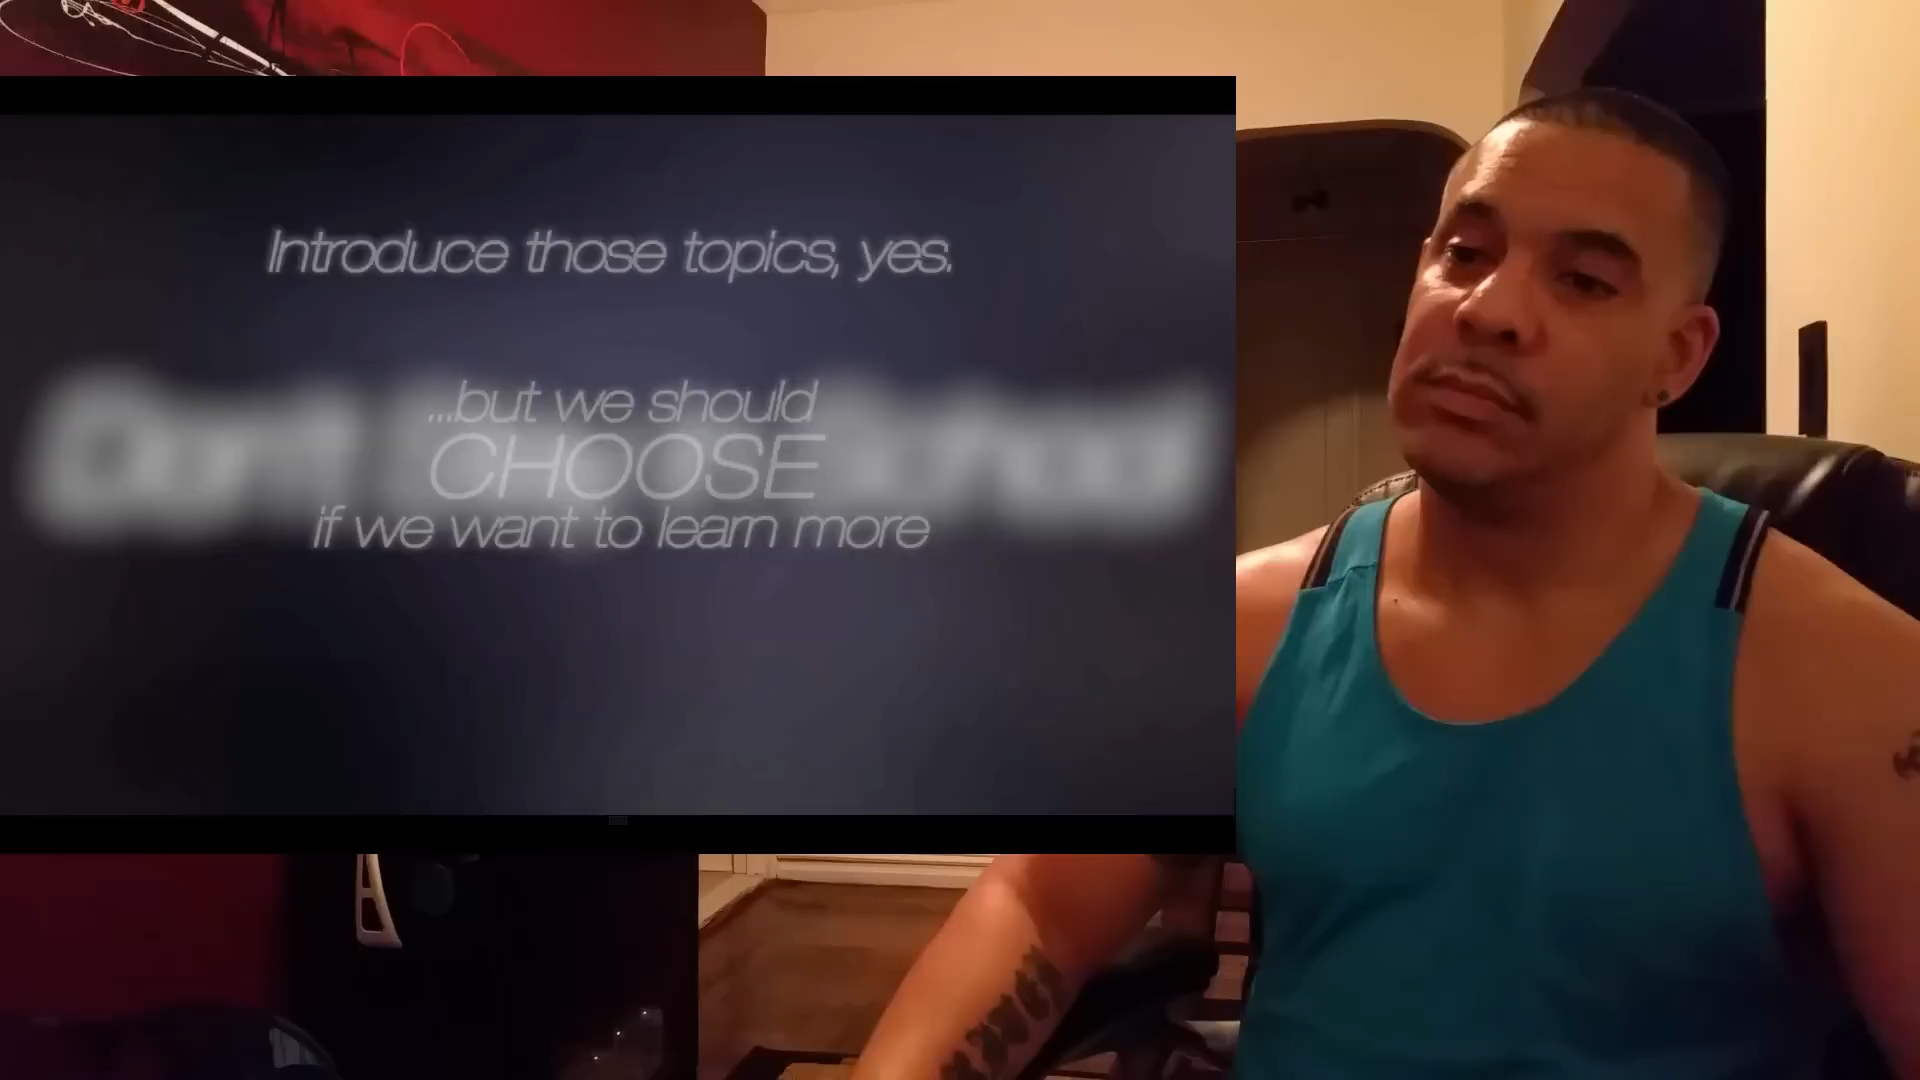 Introduce those topics, yes.
...but we should
CHOOSE
if we want to learn more